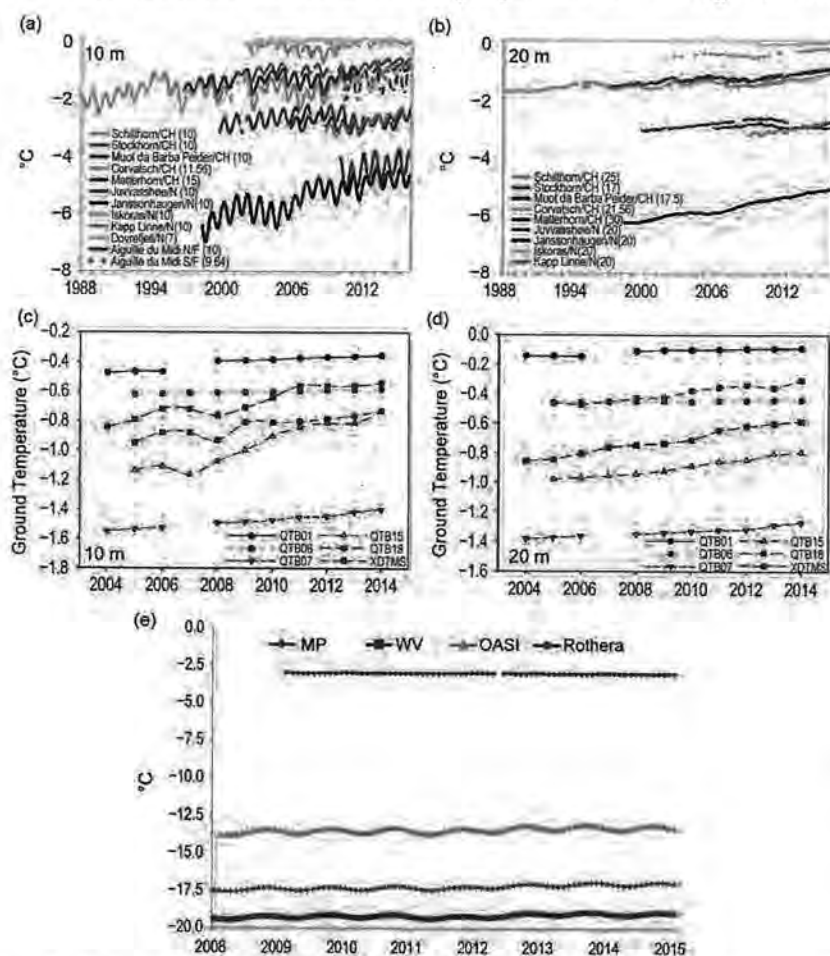 (a)
0
10 m
−2
−4
−6
−8
°C
Schilthorn/CH (10)
Stockhorn/CH (10)
Muot da Barba Peider/CH (10)
Corvatsch/CH (11.56)
Matterhorn/CH (15)
Juvvasshøe/N (10)
Janssonhaugen/N (10)
Iskoras/N(10)
Kapp Linne/N(10)
Dovrefjell/N(7)
Aiguille du Midi N/F (10)
Aiguille du Midi S/F (9.64)
1988
1994
2000
2006
2012
(b)
0
20 m
−2
−4
−6
−8
°C
Schilthorn/CH (25)
Stockhorn/CH (17)
Muot da Barba Peider/CH (17.5)
Corvatsch/CH (21.56)
Matterhorn/CH
Juvvasshøe/N (20)
Janssonhaugen/N(20)
Iskoras/N(20)
Kapp Linne/N(20)
1988
1994
2000
2006
2012
(c)
−0.2
−0.4
−0.6
−0.8
−1.0
−1.2
−1.4
−1.6
−1.8
Ground Temperature (°C)
10 m
QTB01
QTB15
QTB06
QTB18
QTB07
XDTMS
2004
2006
2008
2010
2012
2014
(d)
0.0
−0.2
−0.4
−0.6
−0.8
−1.0
−1.2
−1.4
−1.6
Ground Temperature (°C)
20 m
QTB01
QTB15
QTB06
QTB18
QTB07
XDTMS
2004
2006
2008
2010
2012
2014
(e)
0.0
−2.5
−5.0
−7.5
−10.0
−12.5
−15.0
−17.5
−20.0
°C
MP
WV
OASI
Rothera
2008
2009
2010
2011
2012
2013
2014
2015